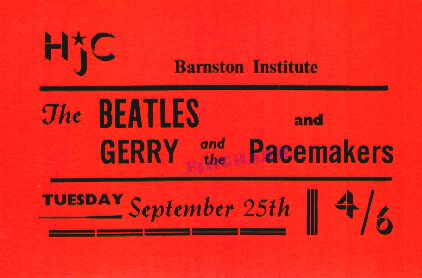 HJC
Barnston Institute
The BEATLES and
GERRY and the Pacemakers
TUESDAY September 25th 4/6